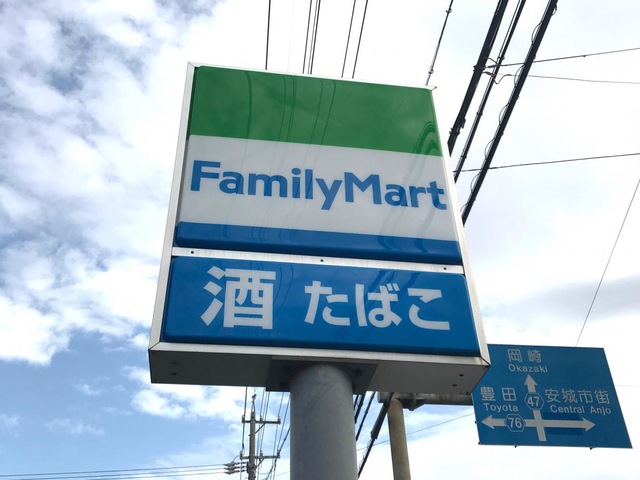 FamilyMart
酒 たばこ
岡崎
Okazaki
47
豊田 安城市街
Toyota Central Anjo
76